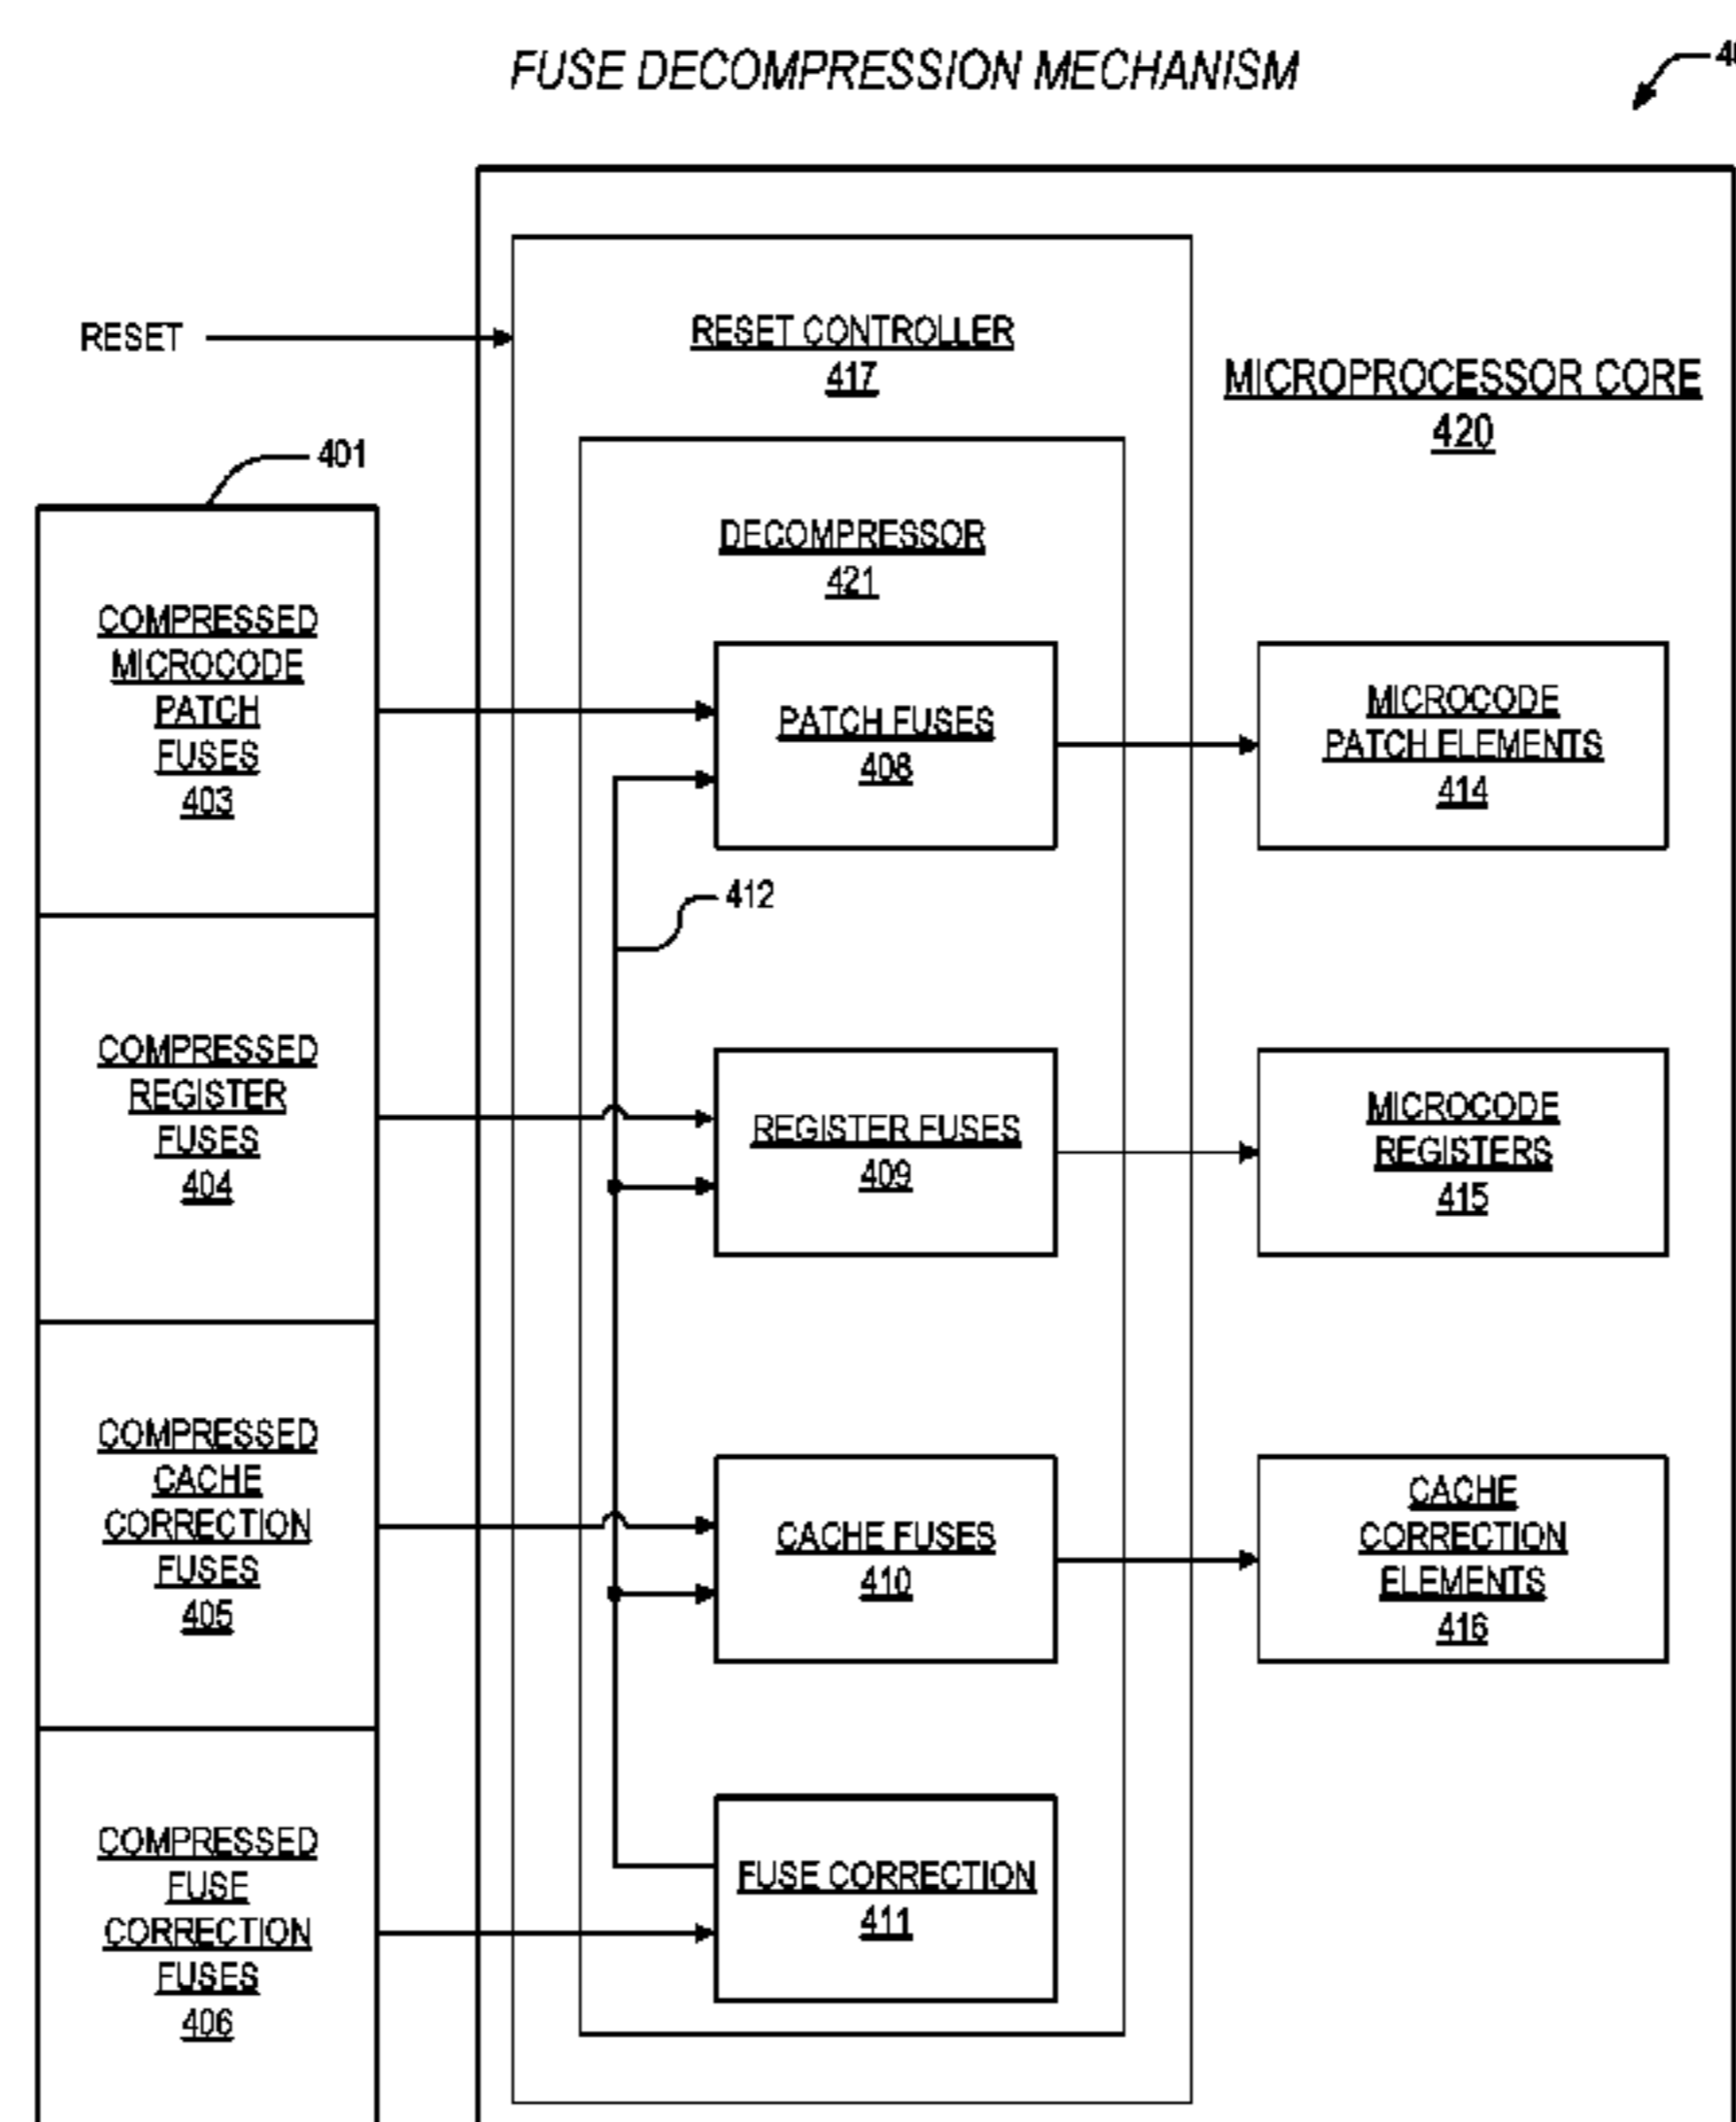 FUSE DECOMPRESSION MECHANISM
RESET
RESET CONTROLLER
417
MICROPROCESSOR CORE
420
401
DECOMPRESSOR
421
COMPRESSED
MICROCODE
PATCH
FUSES
403
PATCH FUSES
408
MICROCODE
PATCH ELEMENTS
414
412
COMPRESSED
REGISTER
FUSES
404
REGISTER FUSES
409
MICROCODE
REGISTERS
415
COMPRESSED
CACHE
CORRECTION
FUSES
405
CACHE FUSES
410
CACHE
CORRECTION
ELEMENTS
416
COMPRESSED
FUSE
CORRECTION
FUSES
406
FUSE CORRECTION
411